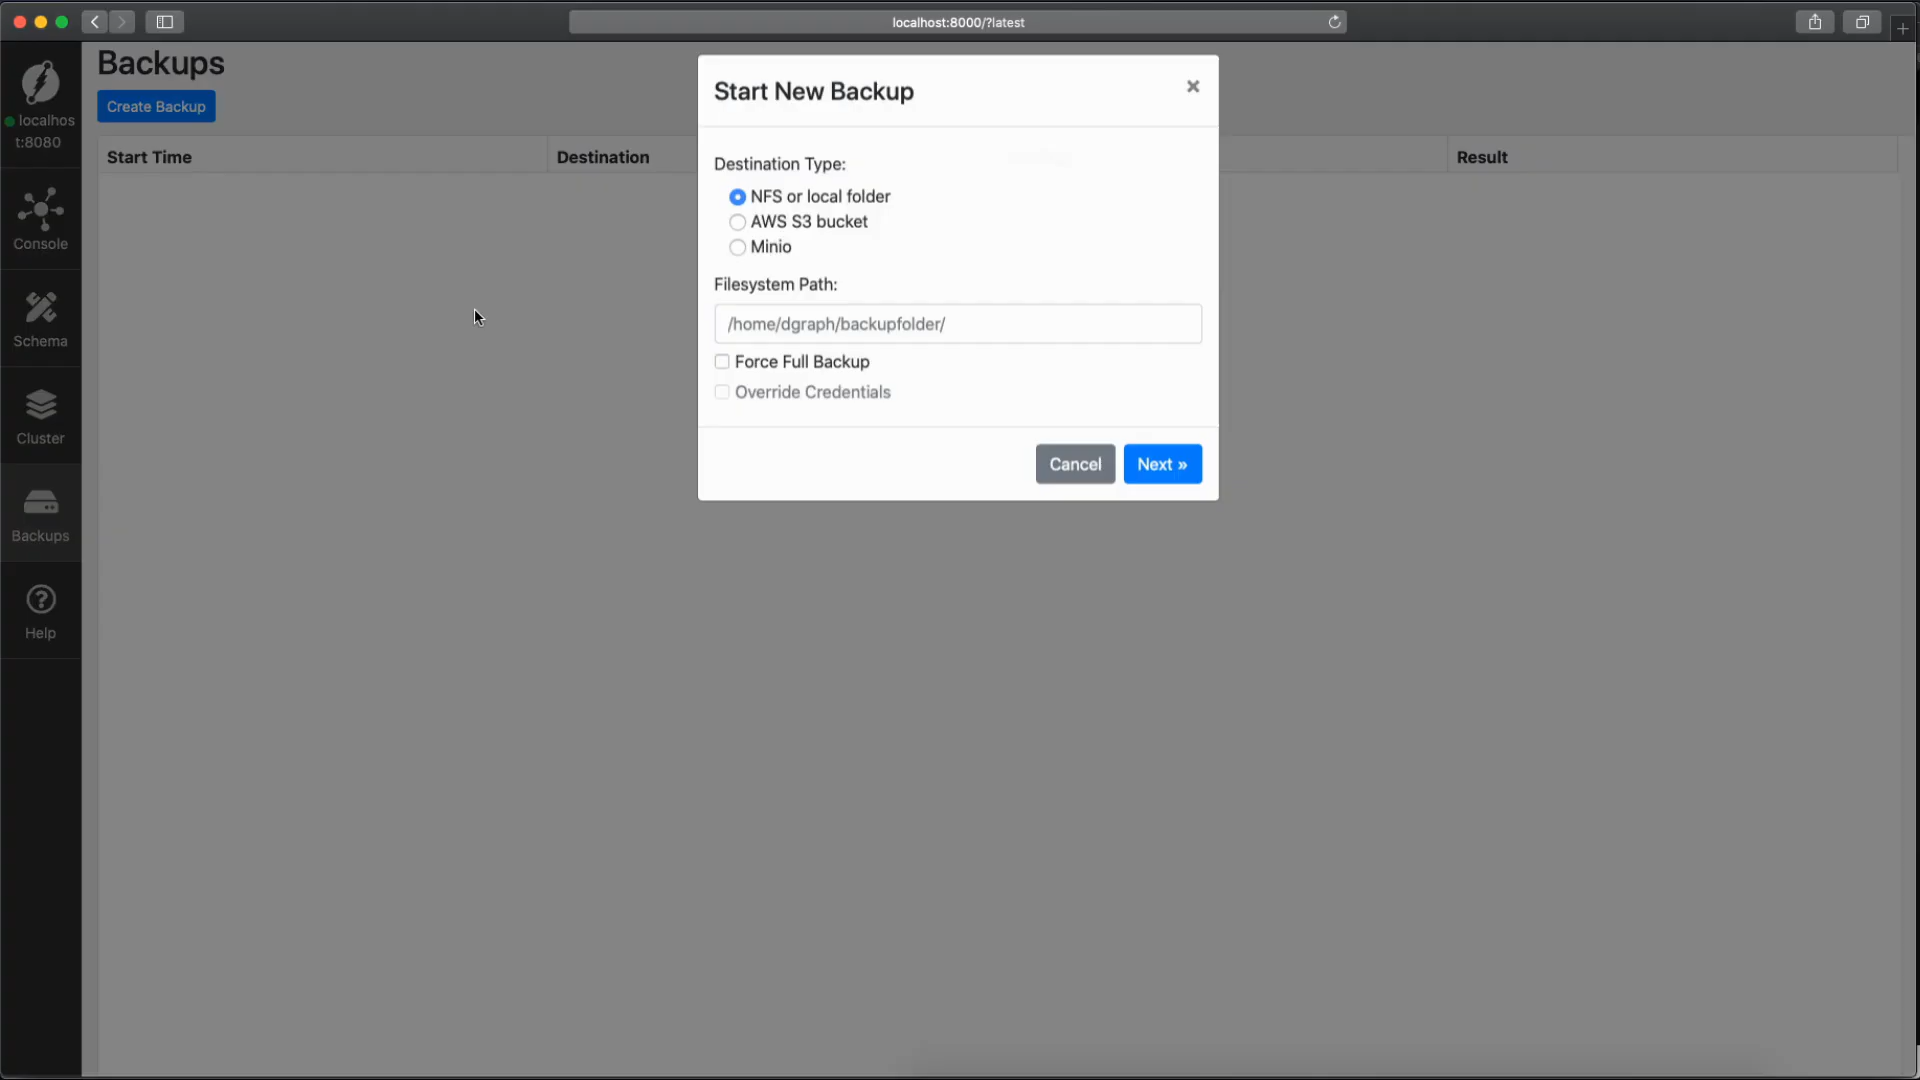 localhost:8000/?latest
Backups
Create Backup
Start Time
Destination
Result
localhos
t:8080
Console
Schema
Cluster
Backups
Help
Start New Backup
×
Destination Type:
NFS or local folder
AWS S3 bucket
Minio
Filesystem Path:
/home/dgraph/backupfolder/
Force Full Backup
Override Credentials
Cancel
Next »